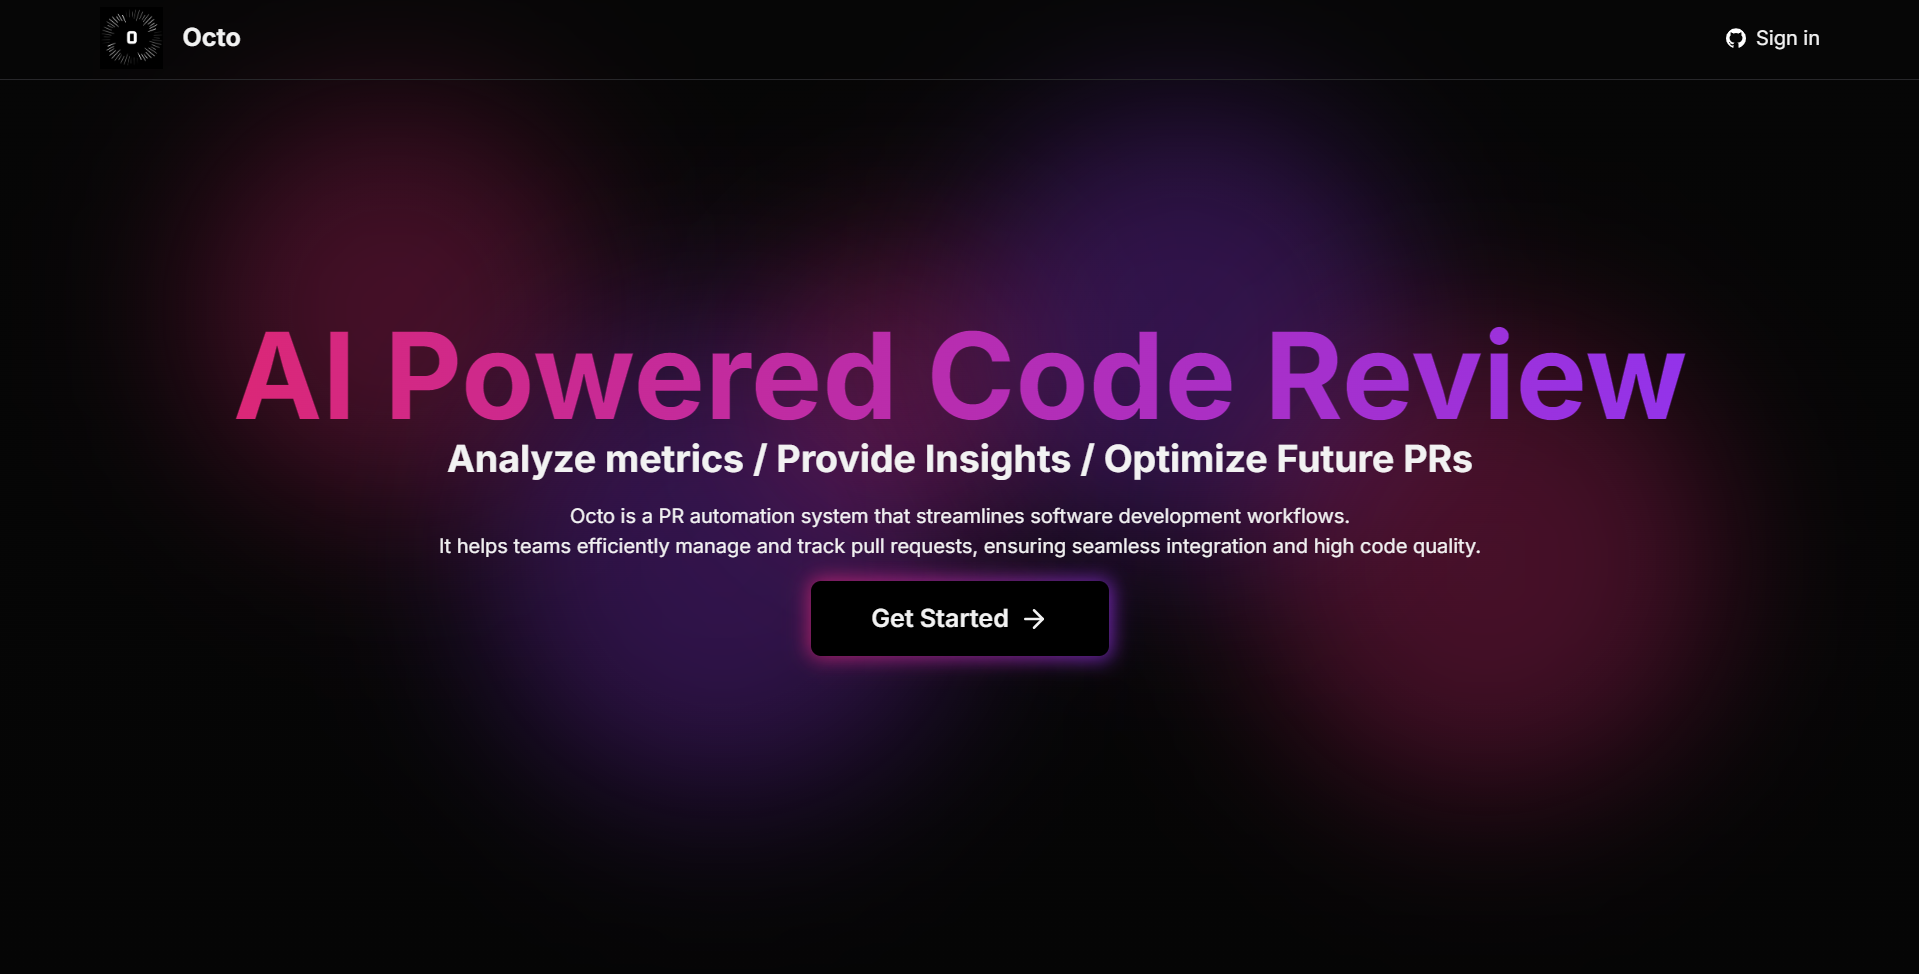 O
Octo
Sign in
AI Powered Code Review
Analyze metrics / Provide Insights / Optimize Future PRs
Octo is a PR automation system that streamlines software development workflows.
It helps teams efficiently manage and track pull requests, ensuring seamless integration and high code quality.
Get Started →